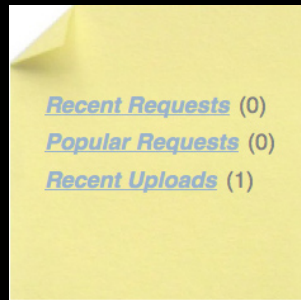 Recent Requests (0)
Popular Requests (0)
Recent Uploads (1)